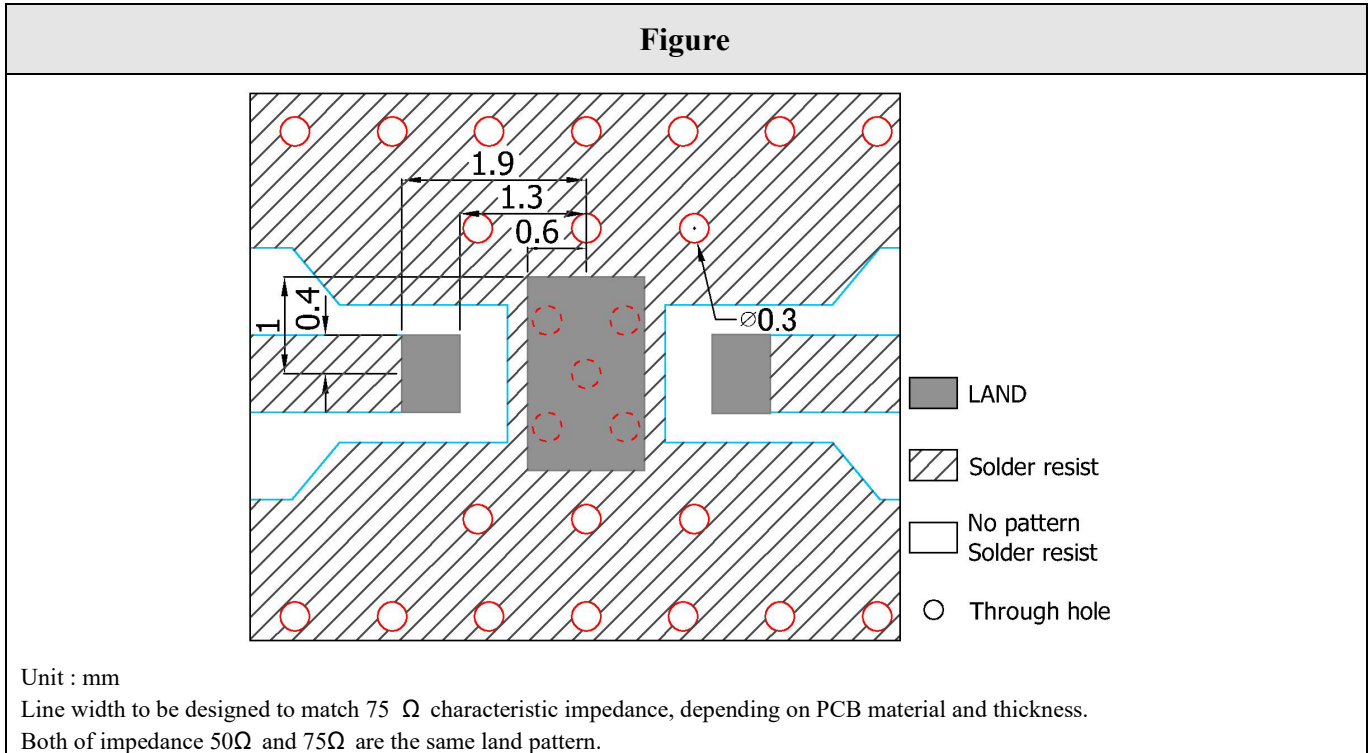 Figure
1.9
1.3
0.6
1
0.4
∅0.3
LAND
Solder resist
No pattern
Solder resist
Through hole
Unit : mm
Line width to be designed to match 75 Ω characteristic impedance, depending on PCB material and thickness.
Both of impedance 50Ω and 75Ω are the same land pattern.